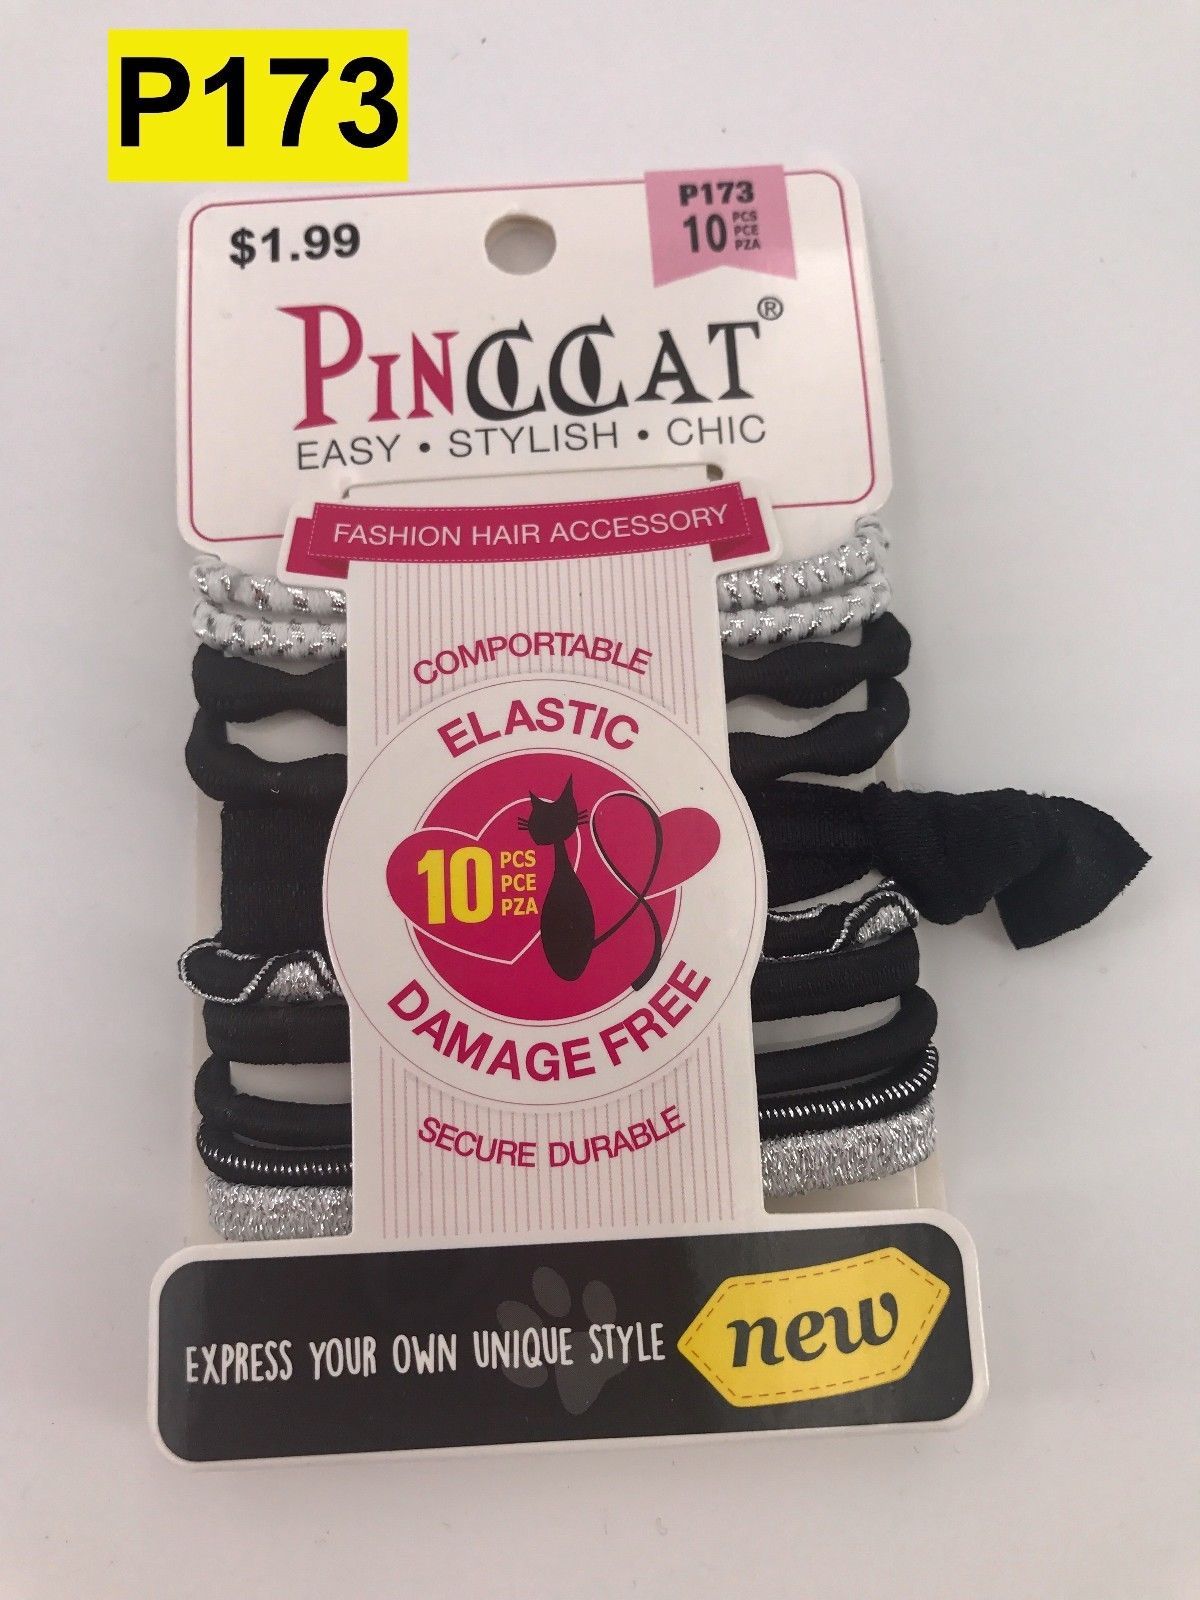 P173
$1.99
P173
10 PCS
PCE
PZA
PINCCAT®
EASY • STYLISH • CHIC
FASHION HAIR ACCESSORY
COMPORTABLE
ELASTIC
10 PCS
PCE
PZA
DAMAGE FREE
SECURE DURABLE
EXPRESS YOUR OWN UNIQUE STYLE
new